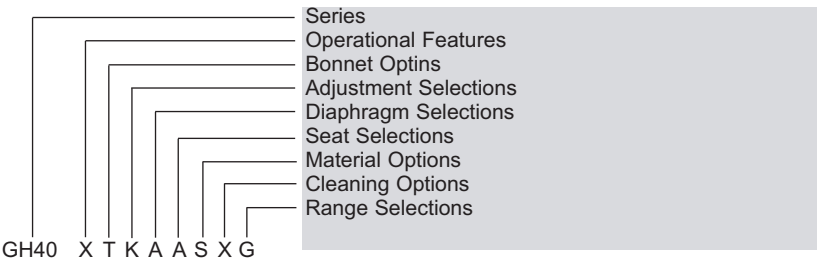 Series
Operational Features
Bonnet Optins
Adjustment Selections
Diaphragm Selections
Seat Selections
Material Options
Cleaning Options
Range Selections
GH40 X T K A A S X G